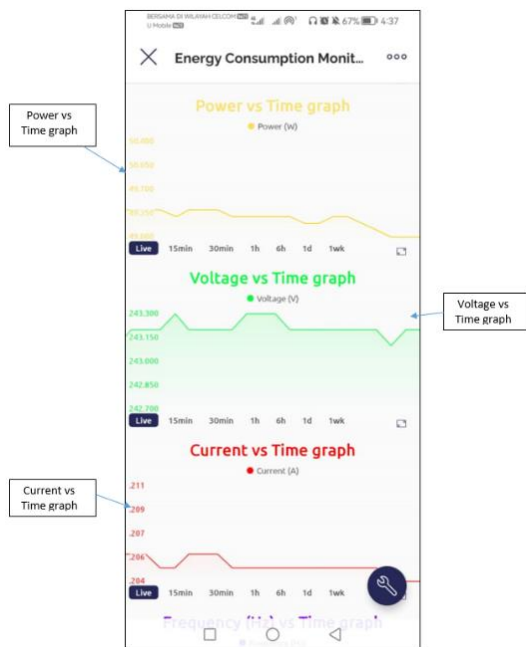 BERSAMA DI WILAYAH CELCOM
U Mobile
67% 4:37
Energy Consumption Monit...
Power vs Time graph
Power (W)
Power vs
Time graph
Live 15min 30min 1h 6h 1d 1wk
Voltage vs Time graph
Voltage (V)
243.300
243.150
243.000
242.850
242.700
Voltage vs
Time graph
Live 15min 30min 1h 6h 1d 1wk
Current vs Time graph
Current (A)
.211
.209
.207
.206
.204
Current vs
Time graph
Live 15min 30min 1h 6h 1d 1wk
Frequency (Hz) vs Time graph